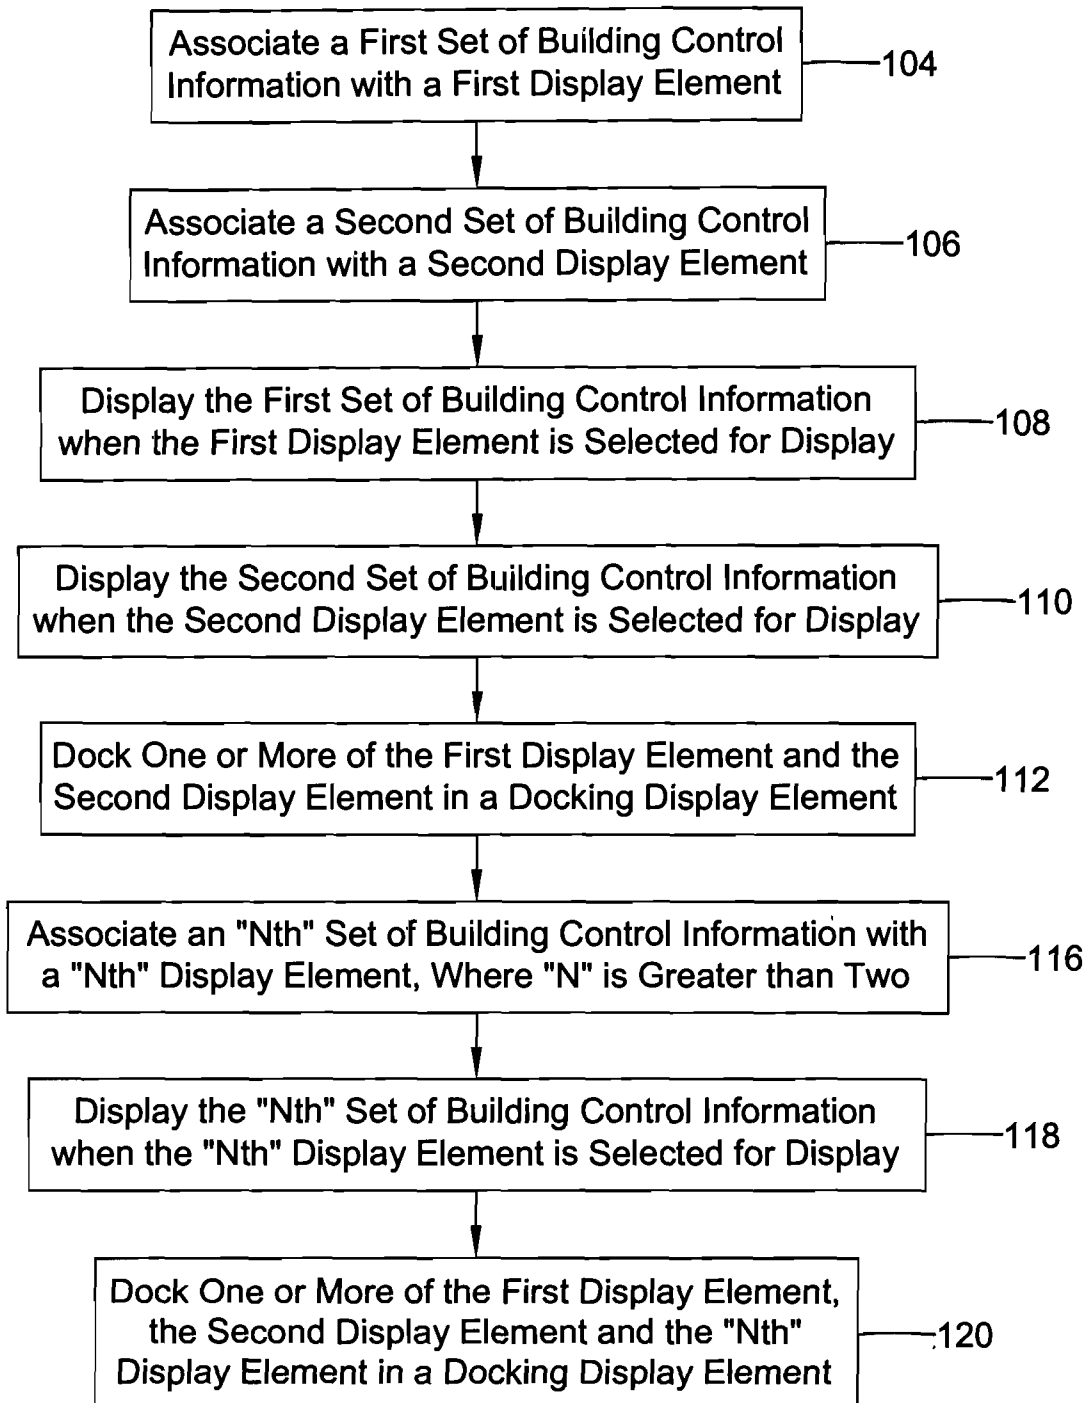 Associate a First Set of Building Control
Information with a First Display Element
104
Associate a Second Set of Building Control
Information with a Second Display Element
106
Display the First Set of Building Control Information
when the First Display Element is Selected for Display
108
Display the Second Set of Building Control Information
when the Second Display Element is Selected for Display
110
Dock One or More of the First Display Element and the
Second Display Element in a Docking Display Element
112
Associate an "Nth" Set of Building Control Information with
a "Nth" Display Element, Where "N" is Greater than Two
116
Display the "Nth" Set of Building Control Information
when the "Nth" Display Element is Selected for Display
118
Dock One or More of the First Display Element,
the Second Display Element and the "Nth"
Display Element in a Docking Display Element
120